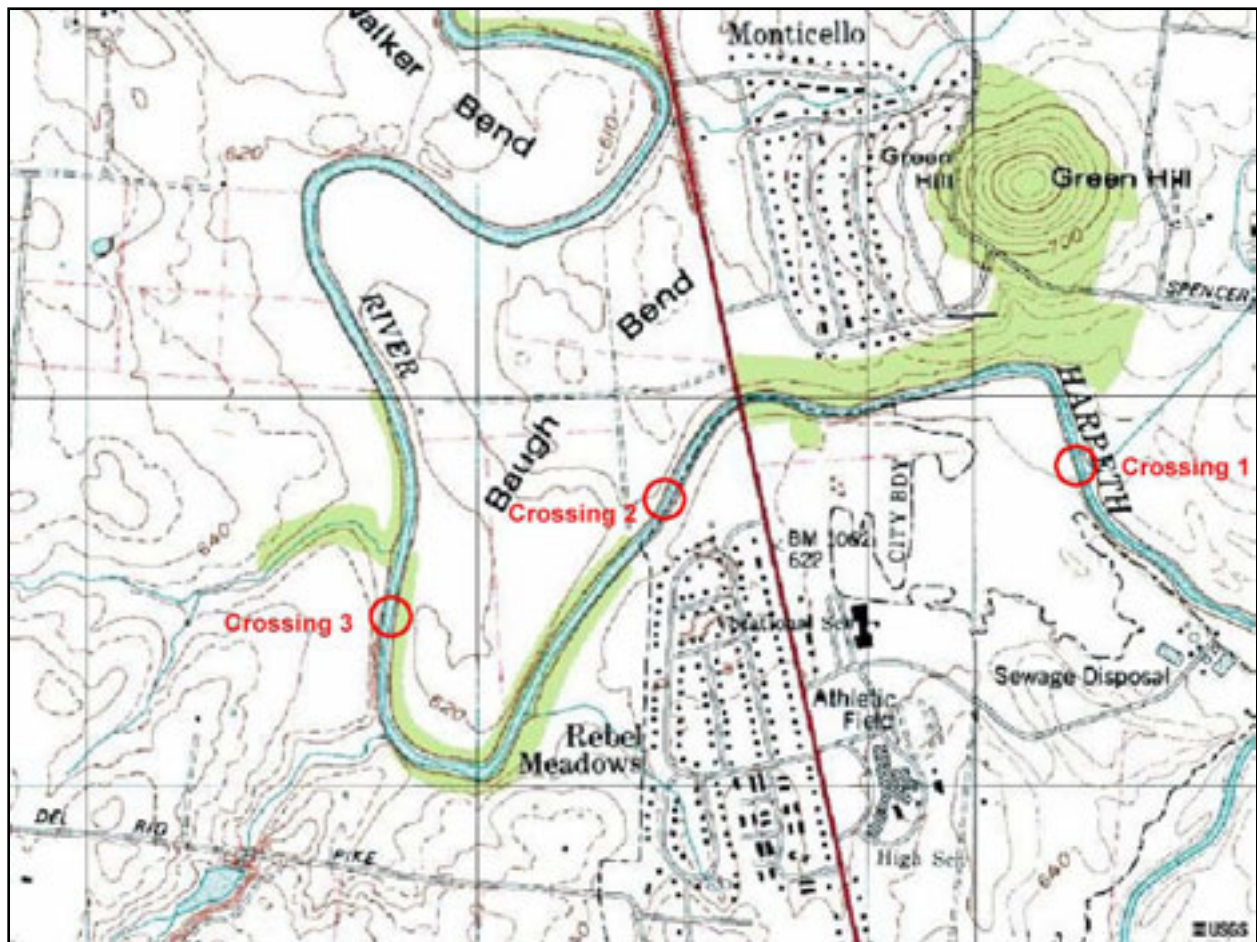 Walker
Bend
Monticello
Green
Hill
Green Hill
610
620
700
SPENCER
RIVER
Bend
HARPETH
Baugh
Crossing 1
Crossing 2
CITY BDY
BM
622
640
Crossing 3
Vocational Sch
Sewage Disposal
Athletic
Field
620
Rebel
Meadows
DEL RIO PIKE
High Sch
640
USGS